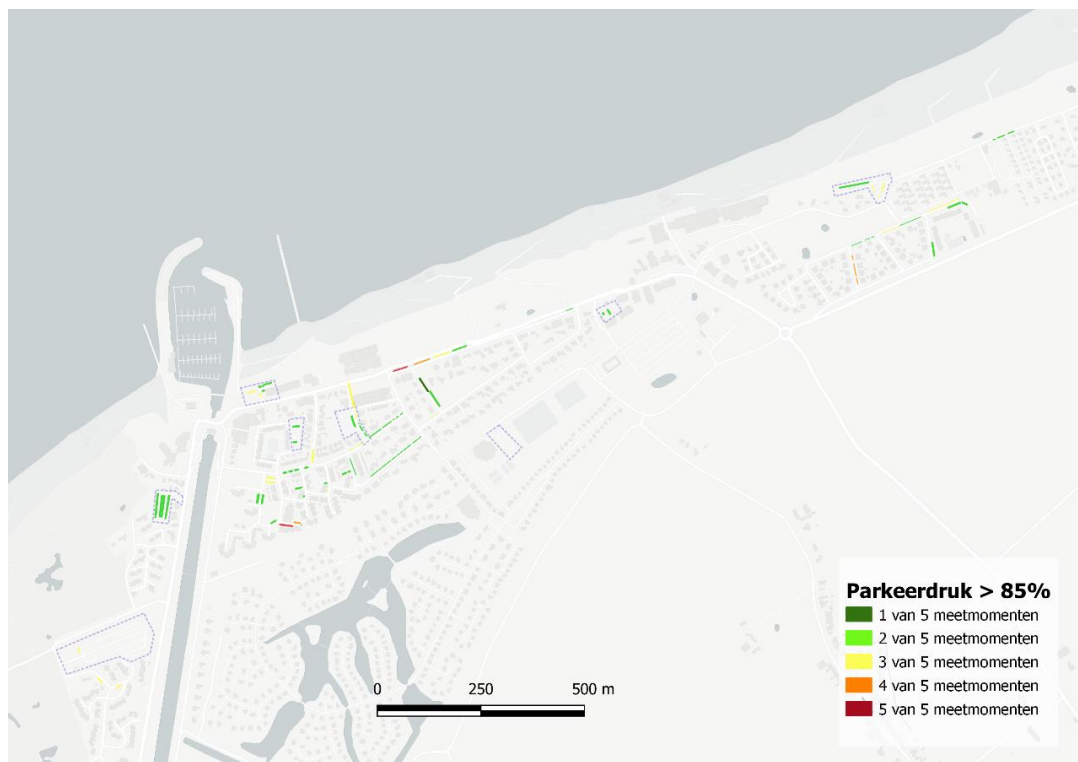 Parkeerdruk > 85%
1 van 5 meetmomenten
2 van 5 meetmomenten
3 van 5 meetmomenten
4 van 5 meetmomenten
5 van 5 meetmomenten
0 250 500 m